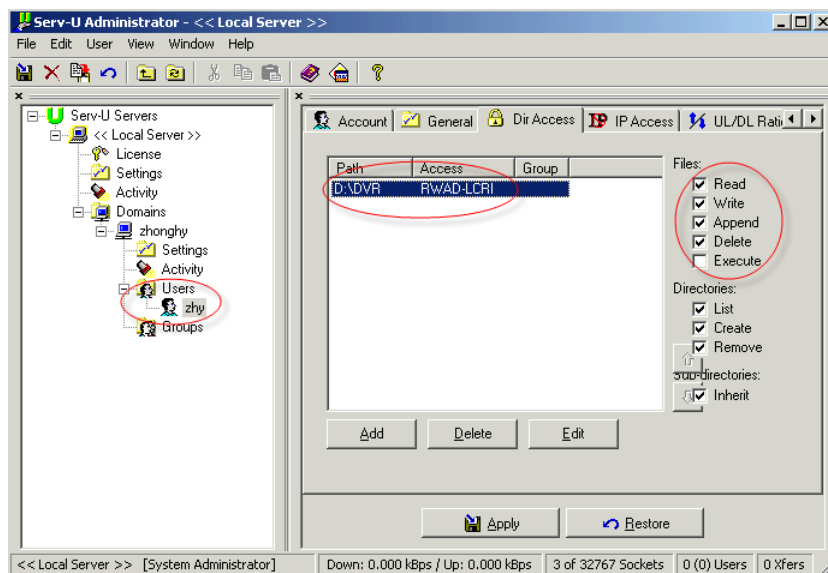 Serv-U Administrator - << Local Server >>
File Edit User View Window Help
Serv-U Servers
<< Local Server >>
License
Settings
Activity
Domains
zhonghy
Settings
Activity
Users
zhy
Groups
Account General Dir Access IP Access UL/DL Rati
Path Access Group
D:\DVR RWAD-LCRI
Files:
Read
Write
Append
Delete
Execute
Directories:
List
Create
Remove
Sub-directories:
Inherit
Add Delete Edit
Apply Restore
<< Local Server >> [System Administrator] Down: 0.000 kBps / Up: 0.000 kBps 3 of 32767 Sockets 0 (0) Users 0 Xfers